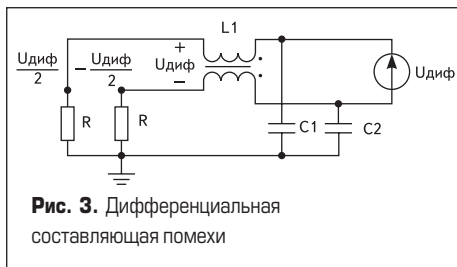 L1
Uдиф
2
− Uдиф
2
+
Uдиф
−
Uдиф
R
R
C1
C2
Рис. 3. Дифференциальная
составляющая помехи